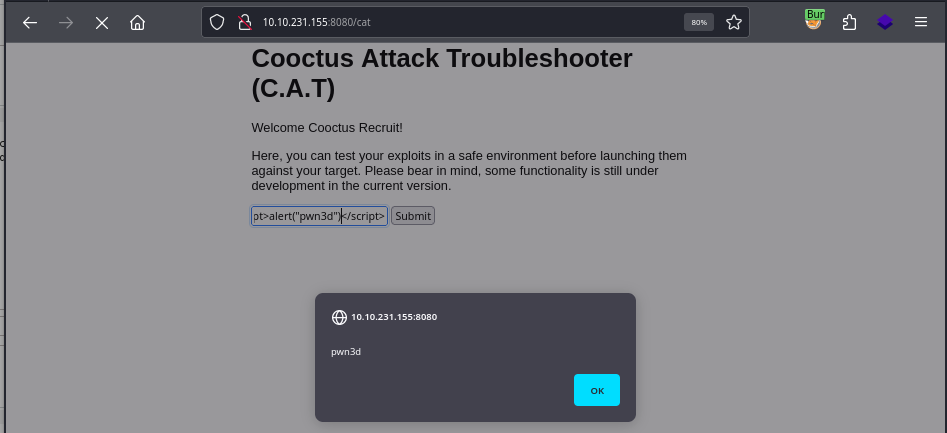 10.10.231.155:8080/cat
80%
Bur
Cooctus Attack Troubleshooter
(C.A.T)
Welcome Cooctus Recruit!
Here, you can test your exploits in a safe environment before launching them
against your target. Please bear in mind, some functionality is still under
development in the current version.
pt>alert("pwn3d")</script> Submit
10.10.231.155:8080
pwn3d
OK